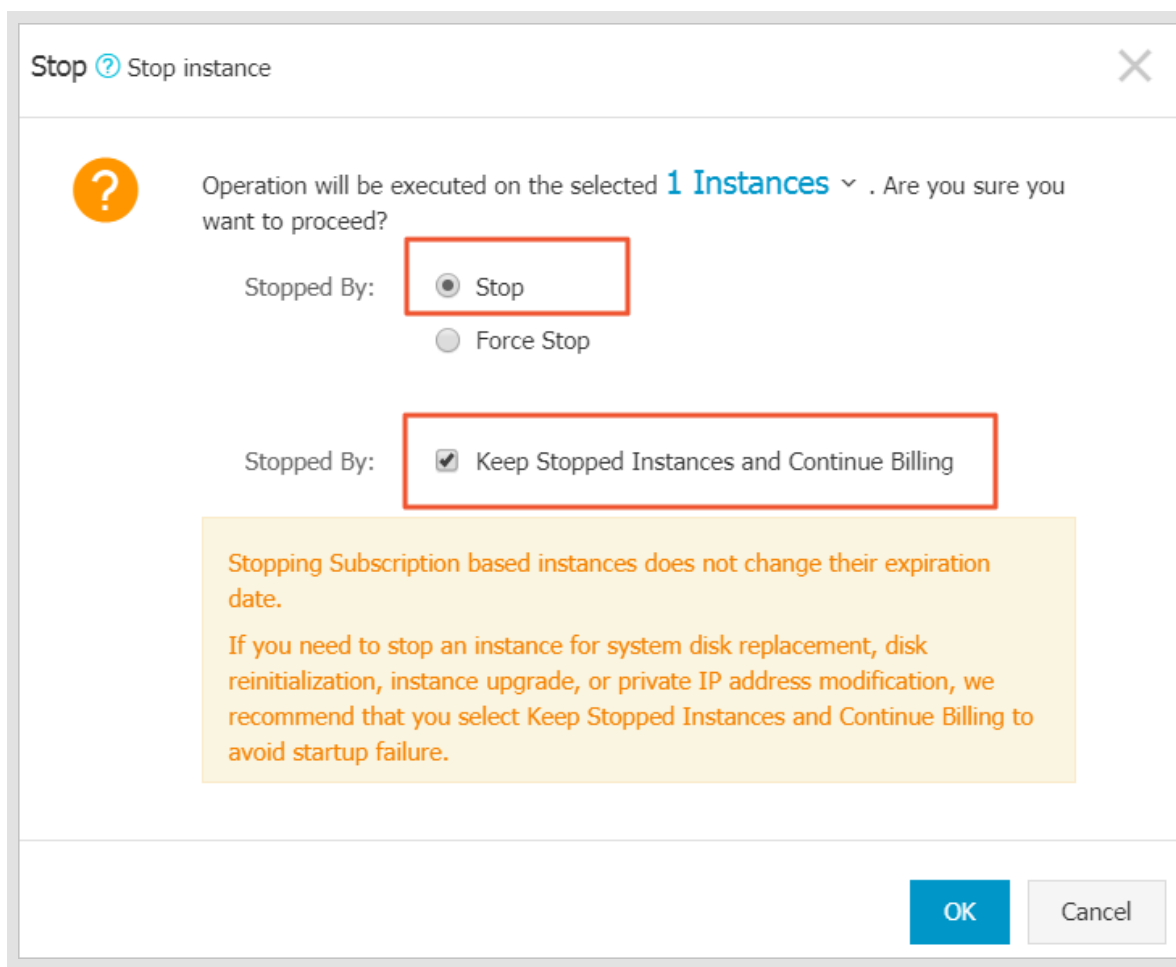 Stop ? Stop instance
?
Operation will be executed on the selected 1 Instances . Are you sure you
want to proceed?
Stopped By: Stop
Force Stop
Stopped By: Keep Stopped Instances and Continue Billing
Stopping Subscription based instances does not change their expiration
date.
If you need to stop an instance for system disk replacement, disk
reinitialization, instance upgrade, or private IP address modification, we
recommend that you select Keep Stopped Instances and Continue Billing to
avoid startup failure.
OK Cancel